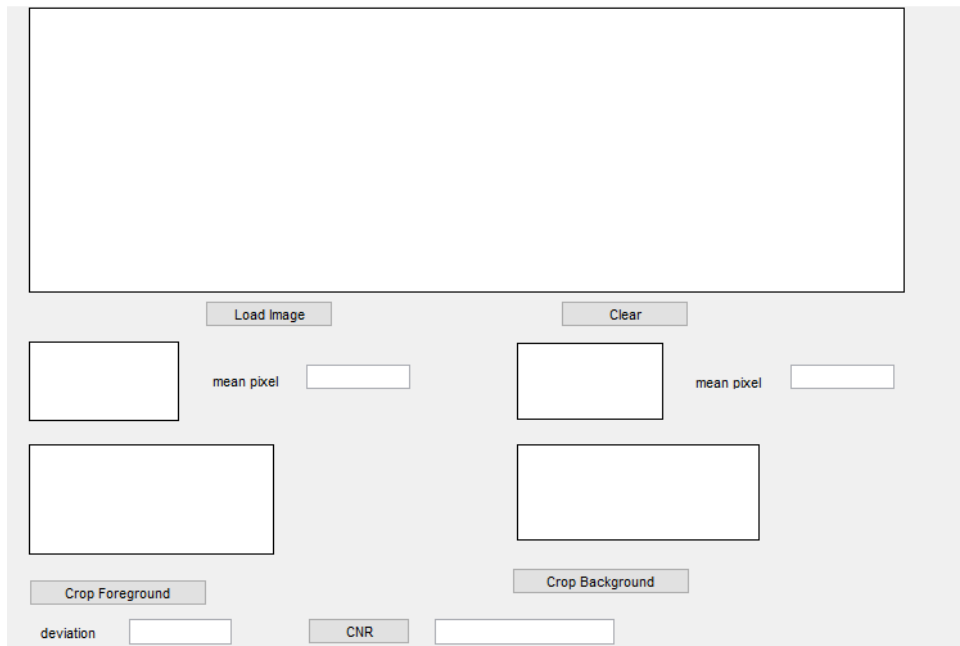 Load Image
Clear
mean pixel
mean pixel
Crop Foreground
Crop Background
deviation
CNR